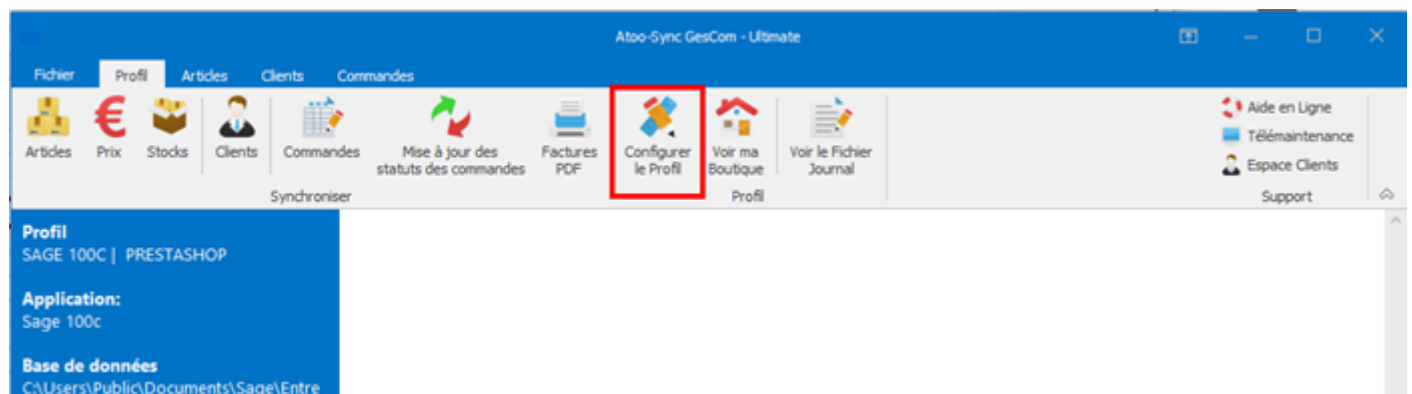 Atoo-Sync GesCom - Ultimate
Fichier Profil Articles Clients Commandes
Articles Prix Stocks Clients Commandes Mise à jour des Factures Configurer Voir ma Voir le Fichier
statuts des commandes PDF le Profil Boutique Journal
Aide en Ligne
Télémaintenance
Espace Clients
Synchroniser Profil Support
Profil
SAGE 100C | PRESTASHOP
Application:
Sage 100c
Base de données
C:\Users\Public\Documents\Sage\Entre